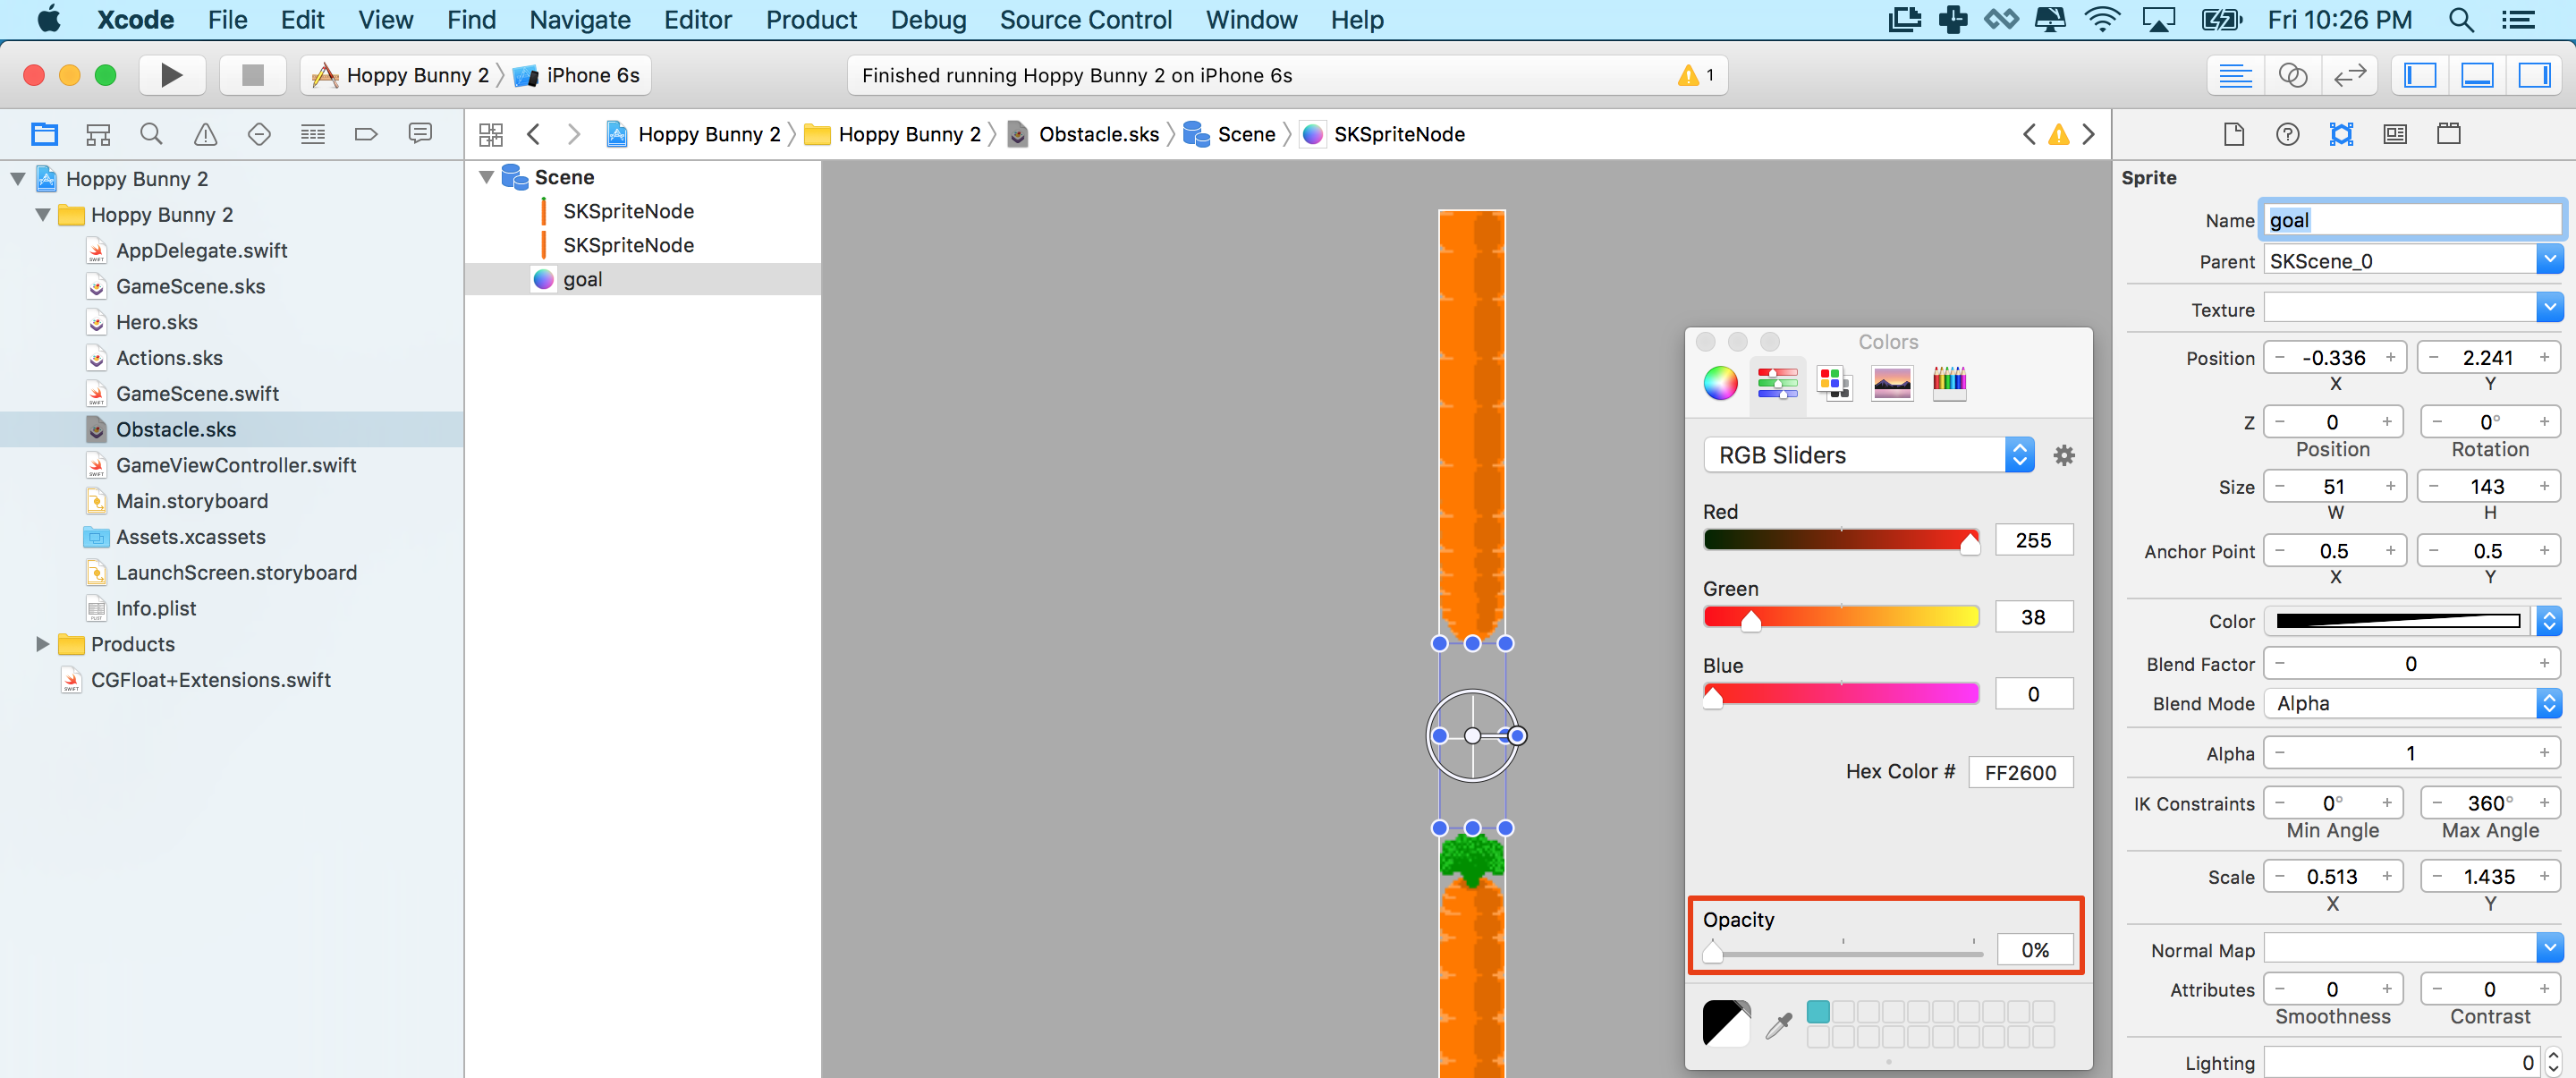 Xcode File Edit View Find Navigate Editor Product Debug Source Control Window Help Fri 10:26 PM
Hoppy Bunny 2 iPhone 6s
Finished running Hoppy Bunny 2 on iPhone 6s 1
Hoppy Bunny 2 Hoppy Bunny 2 Obstacle.sks Scene SKSpriteNode
Hoppy Bunny 2
Hoppy Bunny 2
AppDelegate.swift
GameScene.sks
Hero.sks
Actions.sks
GameScene.swift
Obstacle.sks
GameViewController.swift
Main.storyboard
Assets.xcassets
LaunchScreen.storyboard
Info.plist
Products
CGFloat+Extensions.swift
Scene
SKSpriteNode
SKSpriteNode
goal
Colors
RGB Sliders
Red
255
Green
38
Blue
0
Hex Color # FF2600
Opacity
0%
Sprite
Name goal
Parent SKScene_0
Texture
Position - -0.336 + - 2.241 +
X Y
Z - 0 + - 0° +
Position Rotation
Size - 51 + - 143 +
W H
Anchor Point - 0.5 + - 0.5 +
X Y
Color
Blend Factor - 0 +
Blend Mode Alpha
Alpha - 1 +
IK Constraints - 0° + - 360° +
Min Angle Max Angle
Scale - 0.513 + - 1.435 +
X Y
Normal Map
Attributes - 0 + - 0 +
Smoothness Contrast
Lighting 0